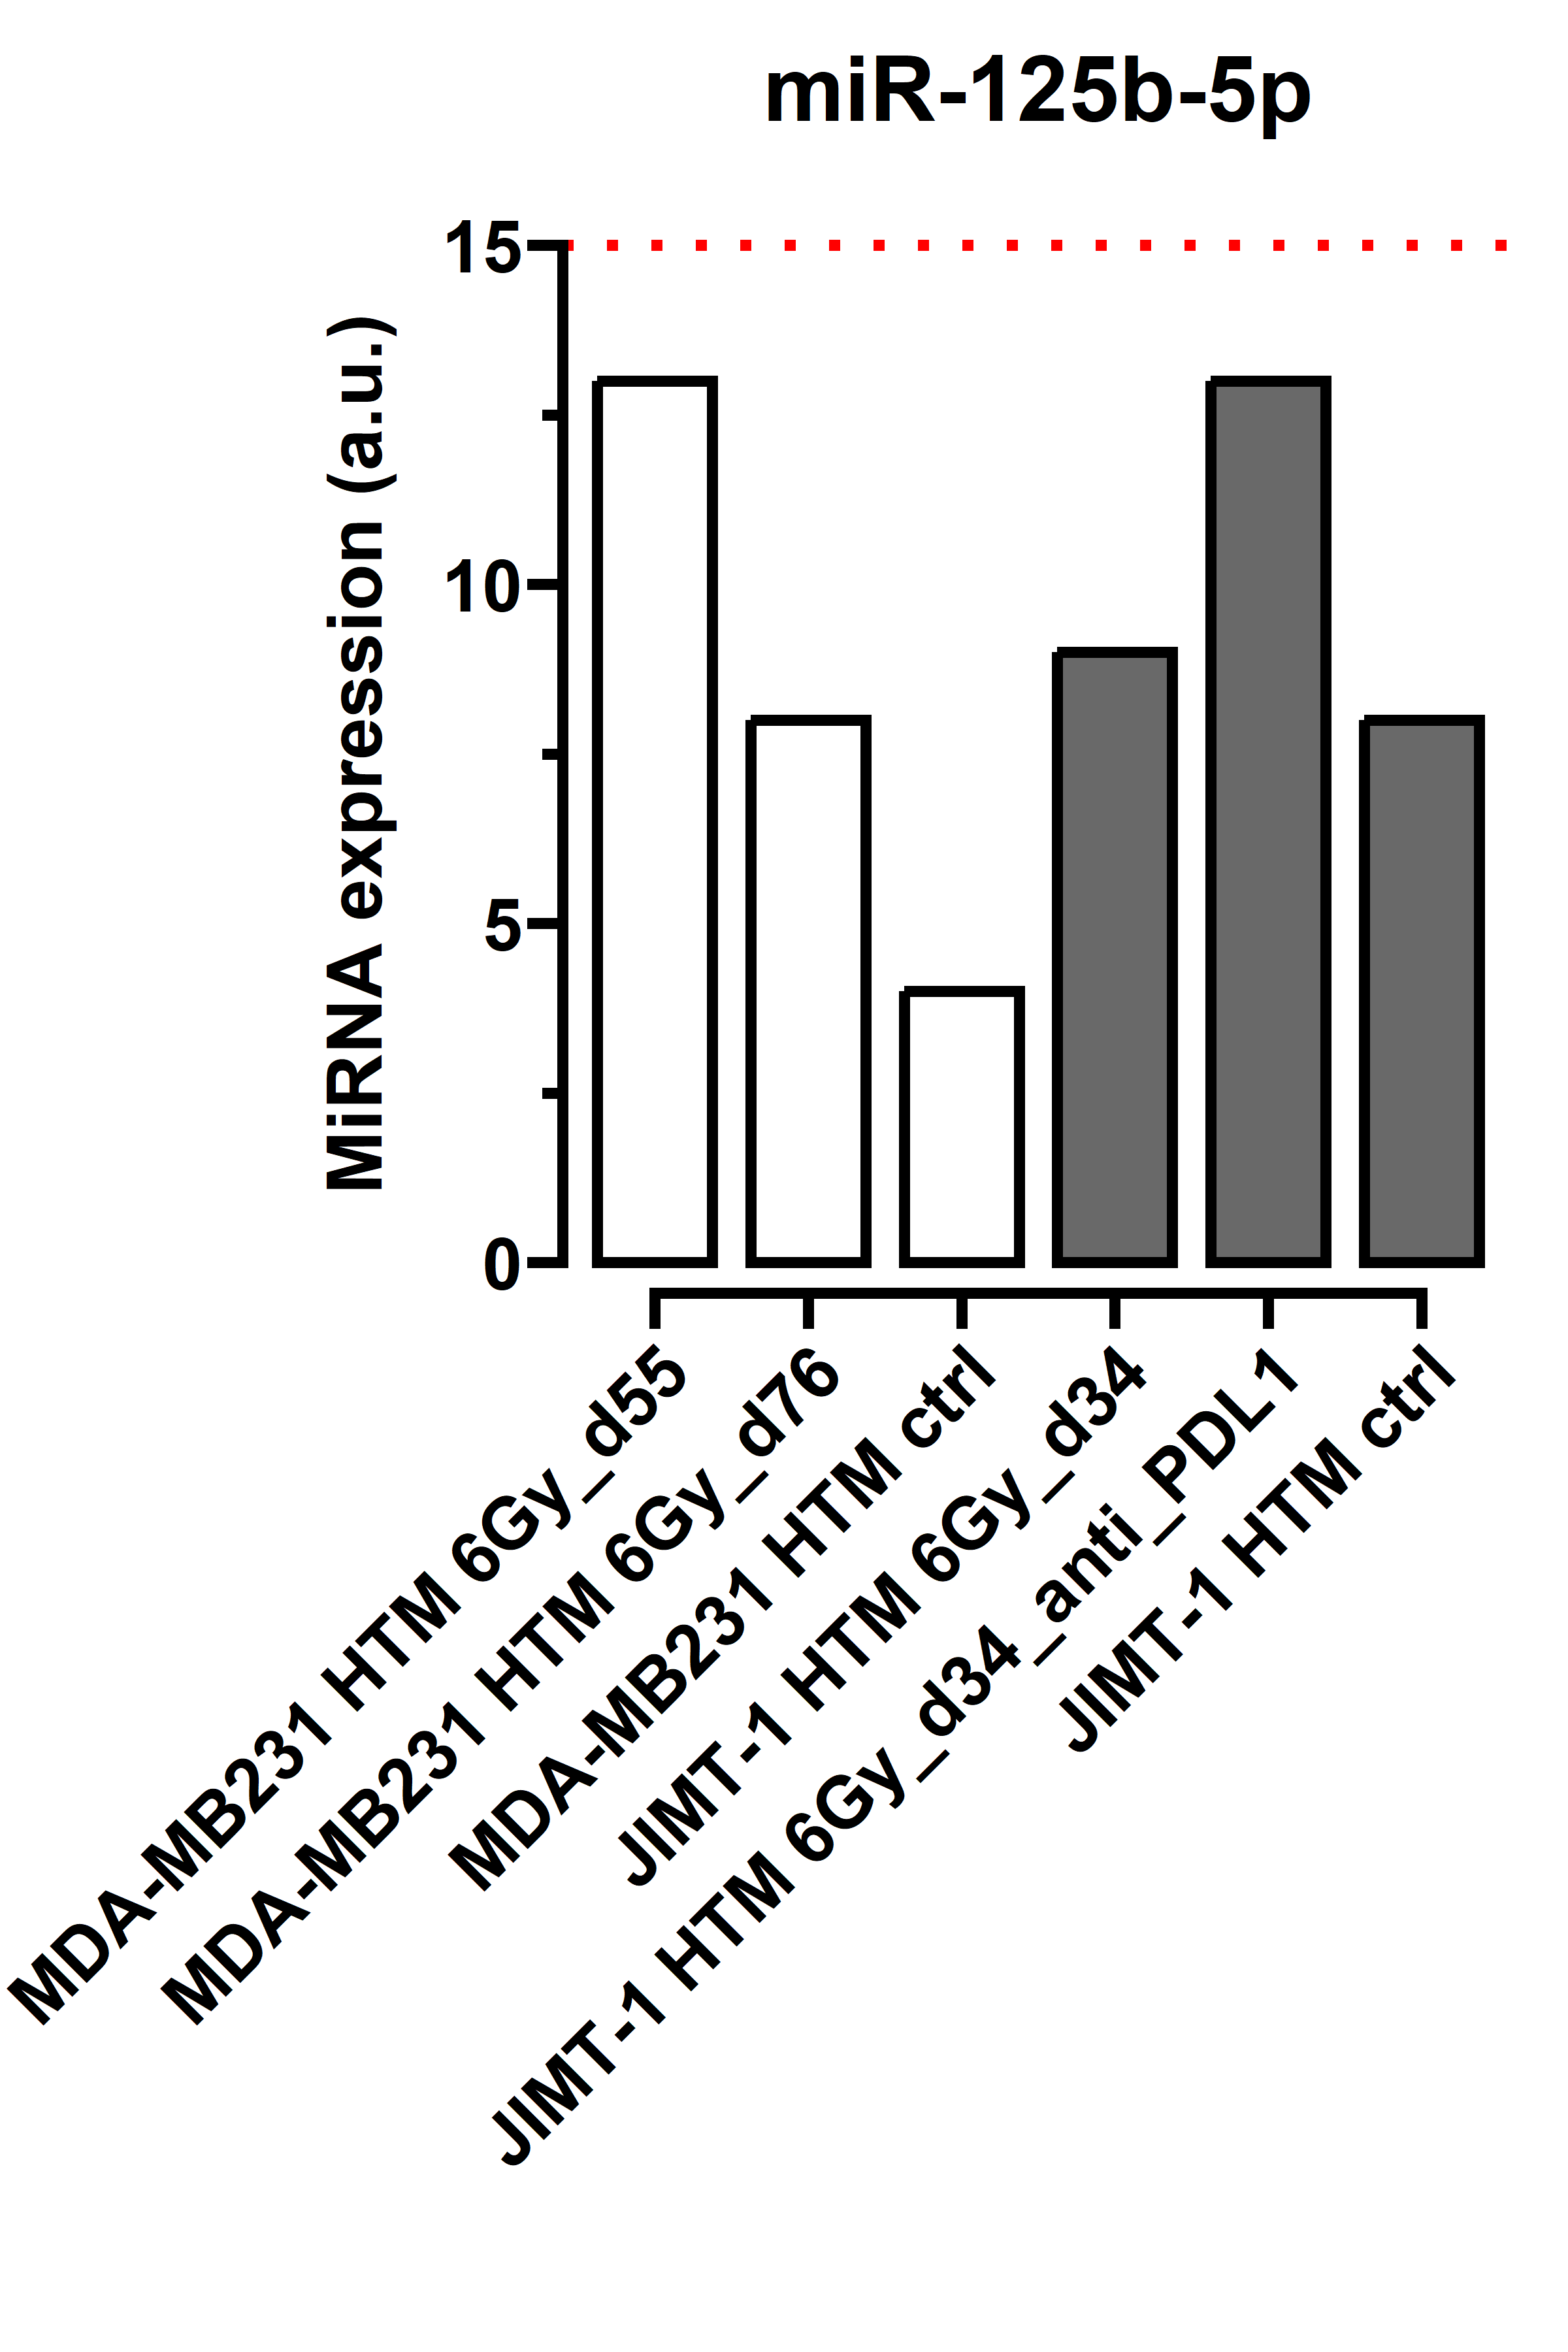 miR-125b-5p
MiRNA expression (a.u.)
15
10
5
0
MDA-MB231 HTM 6Gy_d55
MDA-MB231 HTM 6Gy_d76
MDA-MB231 HTM ctrl
JIMT-1 HTM 6Gy_d34
JIMT-1 HTM 6Gy_d34_anti_PDL1
JIMT-1 HTM ctrl